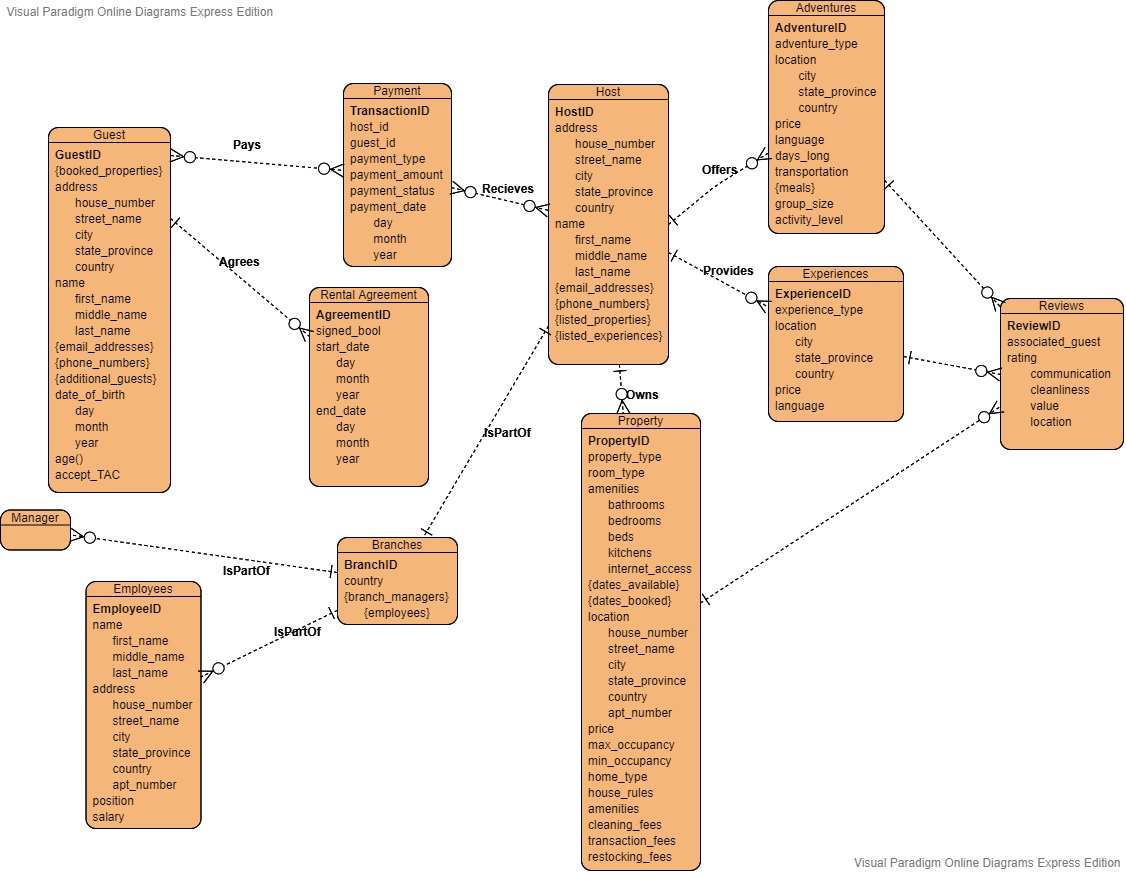 Visual Paradigm Online Diagrams Express Edition
Adventures
AdventureID
adventure_type
location
city
state_province
country
price
language
days_long
transportation
{meals}
group_size
activity_level
Payment
TransactionID
host_id
guest_id
payment_type
payment_amount
payment_status
payment_date
day
month
year
Host
HostID
address
house_number
street_name
city
state_province
country
name
first_name
middle_name
last_name
{email_addresses}
{phone_numbers}
{listed_properties}
{listed_experiences}
Guest
GuestID
{booked_properties}
address
house_number
street_name
city
state_province
country
name
first_name
middle_name
last_name
{email_addresses}
{phone_numbers}
{additional_guests}
date_of_birth
day
month
year
age()
accept_TAC
Pays
Recieves
Offers
Agrees
Provides
Rental Agreement
AgreementID
signed_bool
start_date
day
month
year
end_date
day
month
year
Experiences
ExperienceID
experience_type
location
city
state_province
country
price
language
Reviews
ReviewID
associated_guest
rating
communication
cleanliness
value
location
Owns
IsPartOf
Property
PropertyID
property_type
room_type
amenities
bathrooms
bedrooms
beds
kitchens
internet_access
{dates_available}
{dates_booked}
location
house_number
street_name
city
state_province
country
apt_number
price
max_occupancy
min_occupancy
home_type
house_rules
amenities
cleaning_fees
transaction_fees
restocking_fees
Manager
IsPartOf
Branches
BranchID
country
{branch_managers}
{employees}
IsPartOf
Employees
EmployeeID
name
first_name
middle_name
last_name
address
house_number
street_name
city
state_province
country
apt_number
position
salary
Visual Paradigm Online Diagrams Express Edition